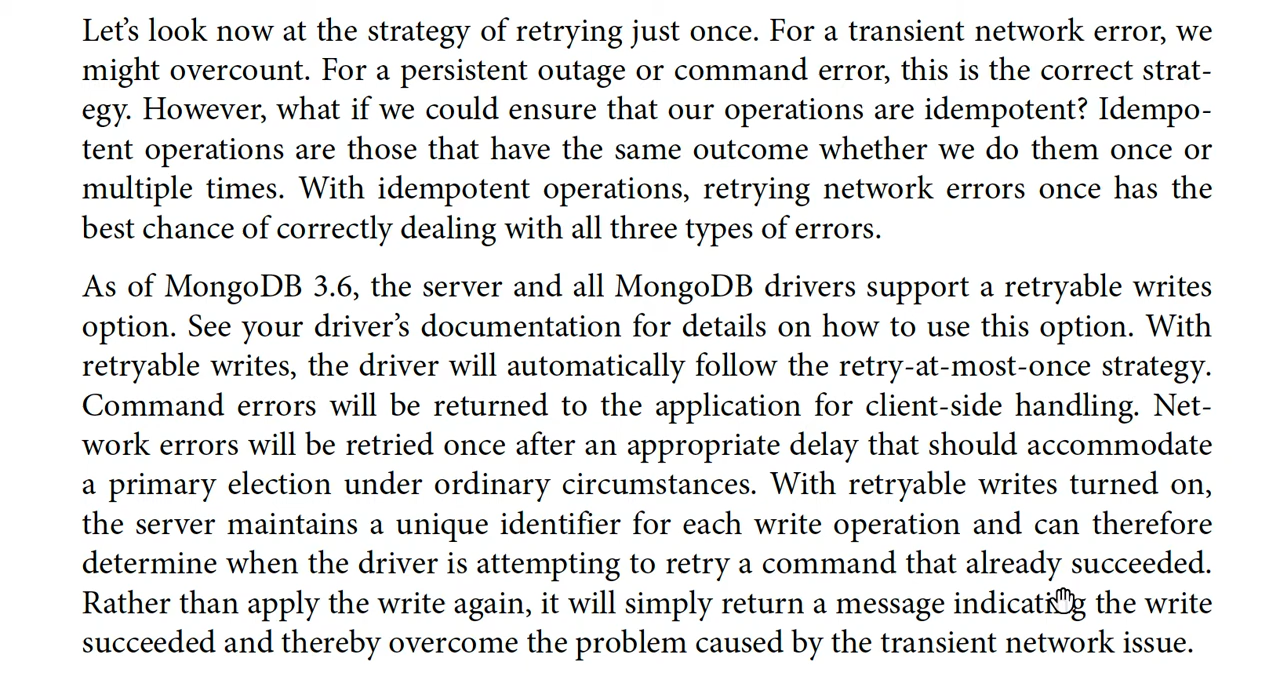 Let’s look now at the strategy of retrying just once. For a transient network error, we
might overcount. For a persistent outage or command error, this is the correct strat-
egy. However, what if we could ensure that our operations are idempotent? Idempo-
tent operations are those that have the same outcome whether we do them once or
multiple times. With idempotent operations, retrying network errors once has the
best chance of correctly dealing with all three types of errors.
As of MongoDB 3.6, the server and all MongoDB drivers support a retryable writes
option. See your driver’s documentation for details on how to use this option. With
retryable writes, the driver will automatically follow the retry-at-most-once strategy.
Command errors will be returned to the application for client-side handling. Net-
work errors will be retried once after an appropriate delay that should accommodate
a primary election under ordinary circumstances. With retryable writes turned on,
the server maintains a unique identifier for each write operation and can therefore
determine when the driver is attempting to retry a command that already succeeded.
Rather than apply the write again, it will simply return a message indicating the write
succeeded and thereby overcome the problem caused by the transient network issue.